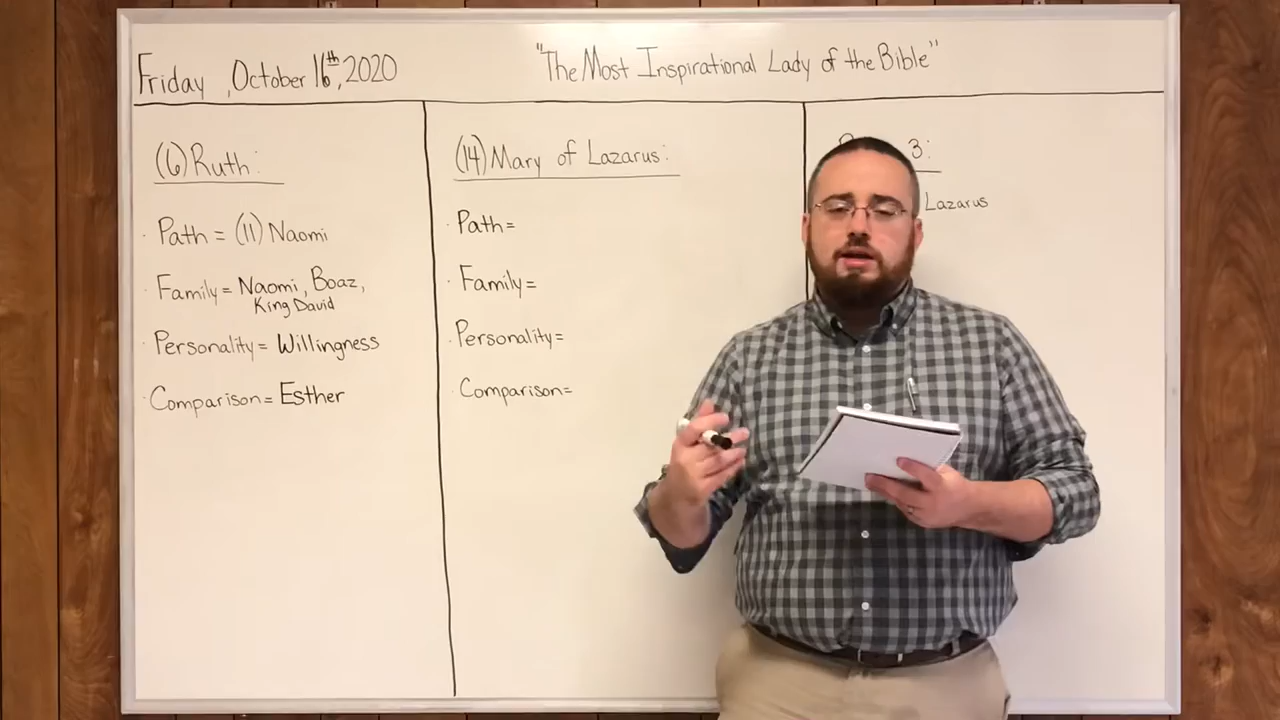 Friday, October 16th, 2020
"The Most Inspirational Lady of the Bible"
(6) Ruth:
· Path = (11) Naomi
· Family = Naomi, Boaz,
King David
· Personality = Willingness
· Comparison = Esther
(14) Mary of Lazarus:
· Path =
· Family =
· Personality =
· Comparison =
3:
Lazarus